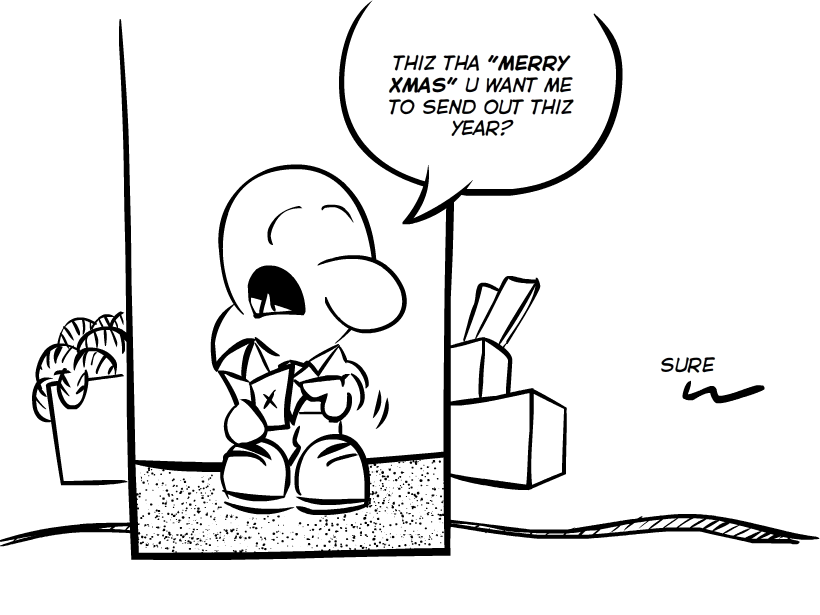 THIZ THA "MERRY
XMAS" U WANT ME
TO SEND OUT THIZ
YEAR?
X
SURE